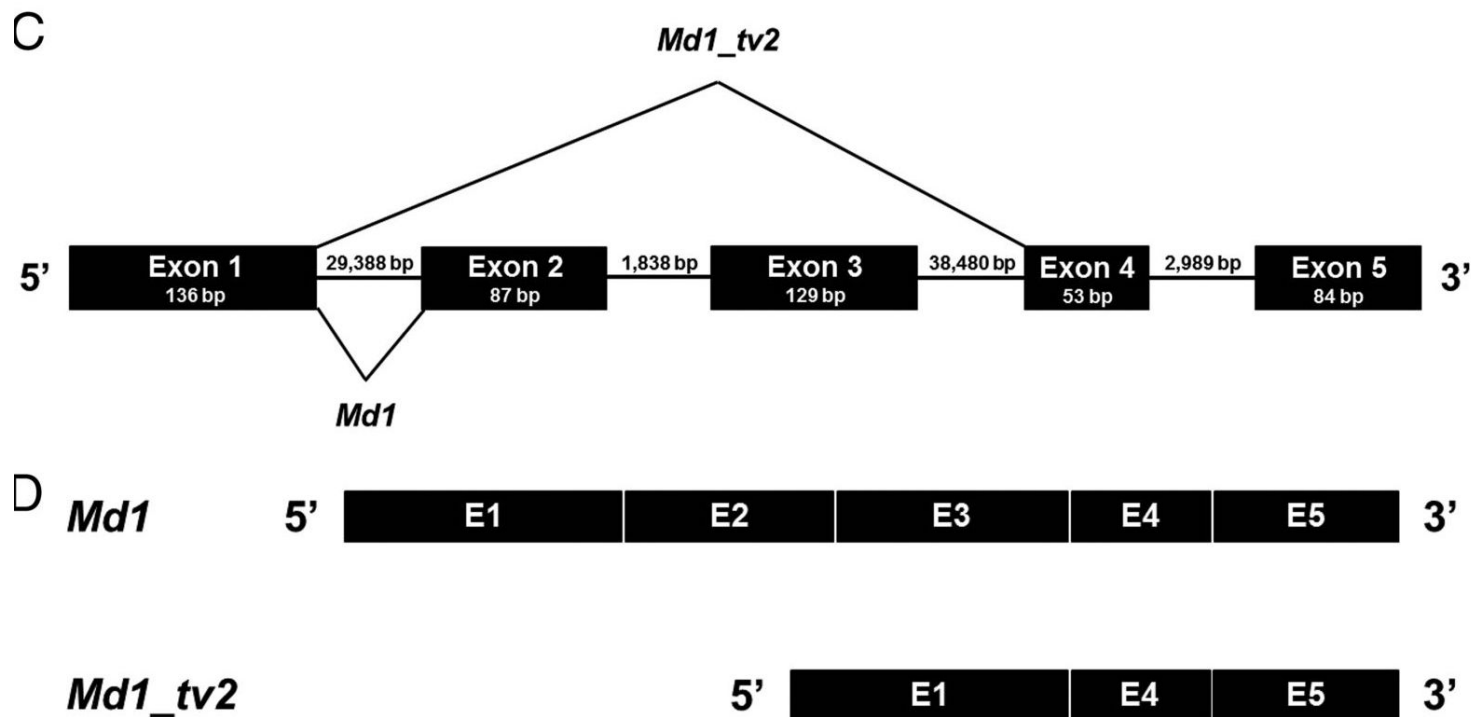 C
Md1_tv2
5’ Exon 1 29,388 bp Exon 2 1,838 bp Exon 3 38,480 bp Exon 4 2,989 bp Exon 5 3’
136 bp 87 bp 129 bp 53 bp 84 bp
Md1
D Md1 5’ E1 E2 E3 E4 E5 3’
Md1_tv2 5’ E1 E4 E5 3’